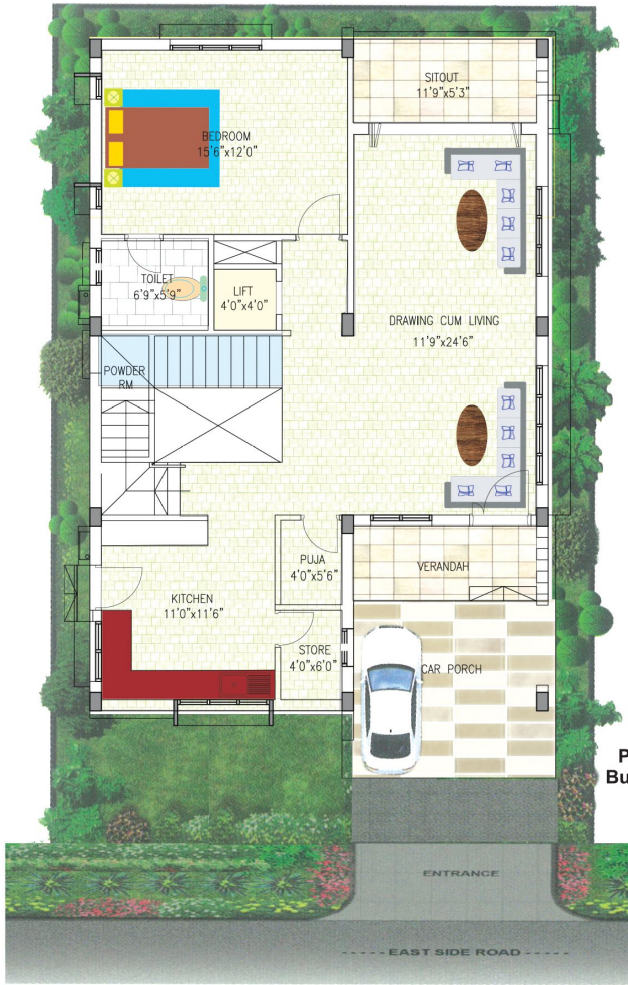 SITOUT
11'9"x5'3"
BEDROOM
15'6"x12'0"
TOILET
6'9"x5'9"
LIFT
4'0"x4'0"
DRAWING CUM LIVING
11'9"x24'6"
POWDER
RM
PUJA
4'0"x5'6"
VERANDAH
KITCHEN
11'0"x11'6"
STORE
4'0"x6'0"
CAR PORCH
P
Bu
ENTRANCE
-----EAST SIDE ROAD-----